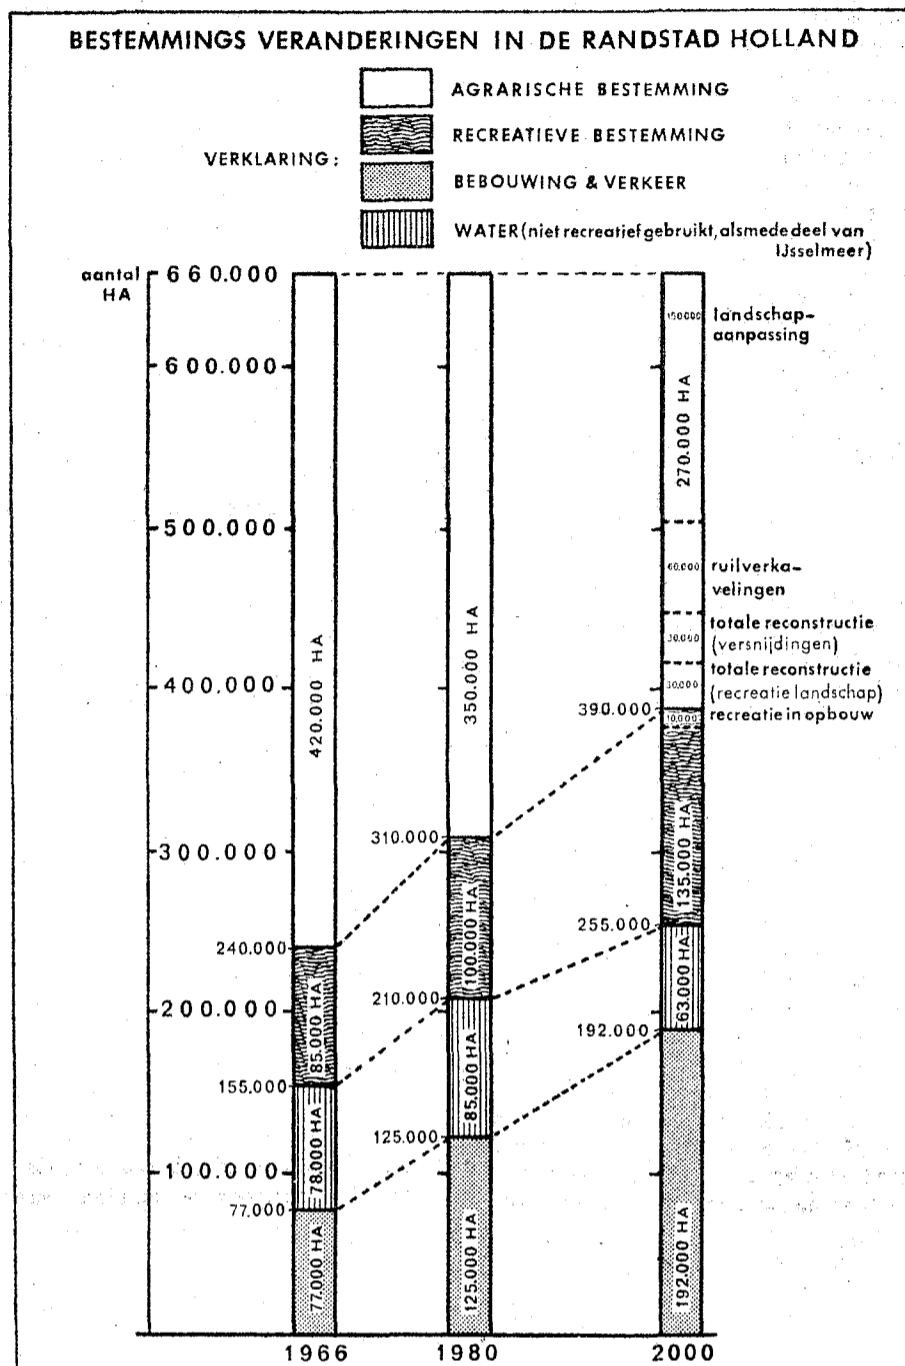 BESTEMMINGS VERANDERINGEN IN DE RANDSTAD HOLLAND
VERKLARING:
AGRARISCHE BESTEMMING
RECREATIEVE BESTEMMING
BEBOUWING & VERKEER
WATER (niet recreatief gebruikt, alsmede deel van
IJsselmeer)
aantal
HA
660.000
600.000
500.000
400.000
300.000
200.000
100.000
420.000 HA
240.000
85.000 HA
155.000
78.000 HA
77.000
77.000 HA
350.000 HA
310.000
100.000 HA
210.000
85.000 HA
125.000
125.000 HA
150.000
landschap-
aanpassing
270.000 HA
60.000
ruilverka-
velingen
totale reconstructie
(versnijdingen)
30.000
totale reconstructie
(recreatie landschap)
390.000
10.000
recreatie in opbouw
135.000 HA
255.000
63.000 HA
192.000
192.000 HA
1966
1980
2000